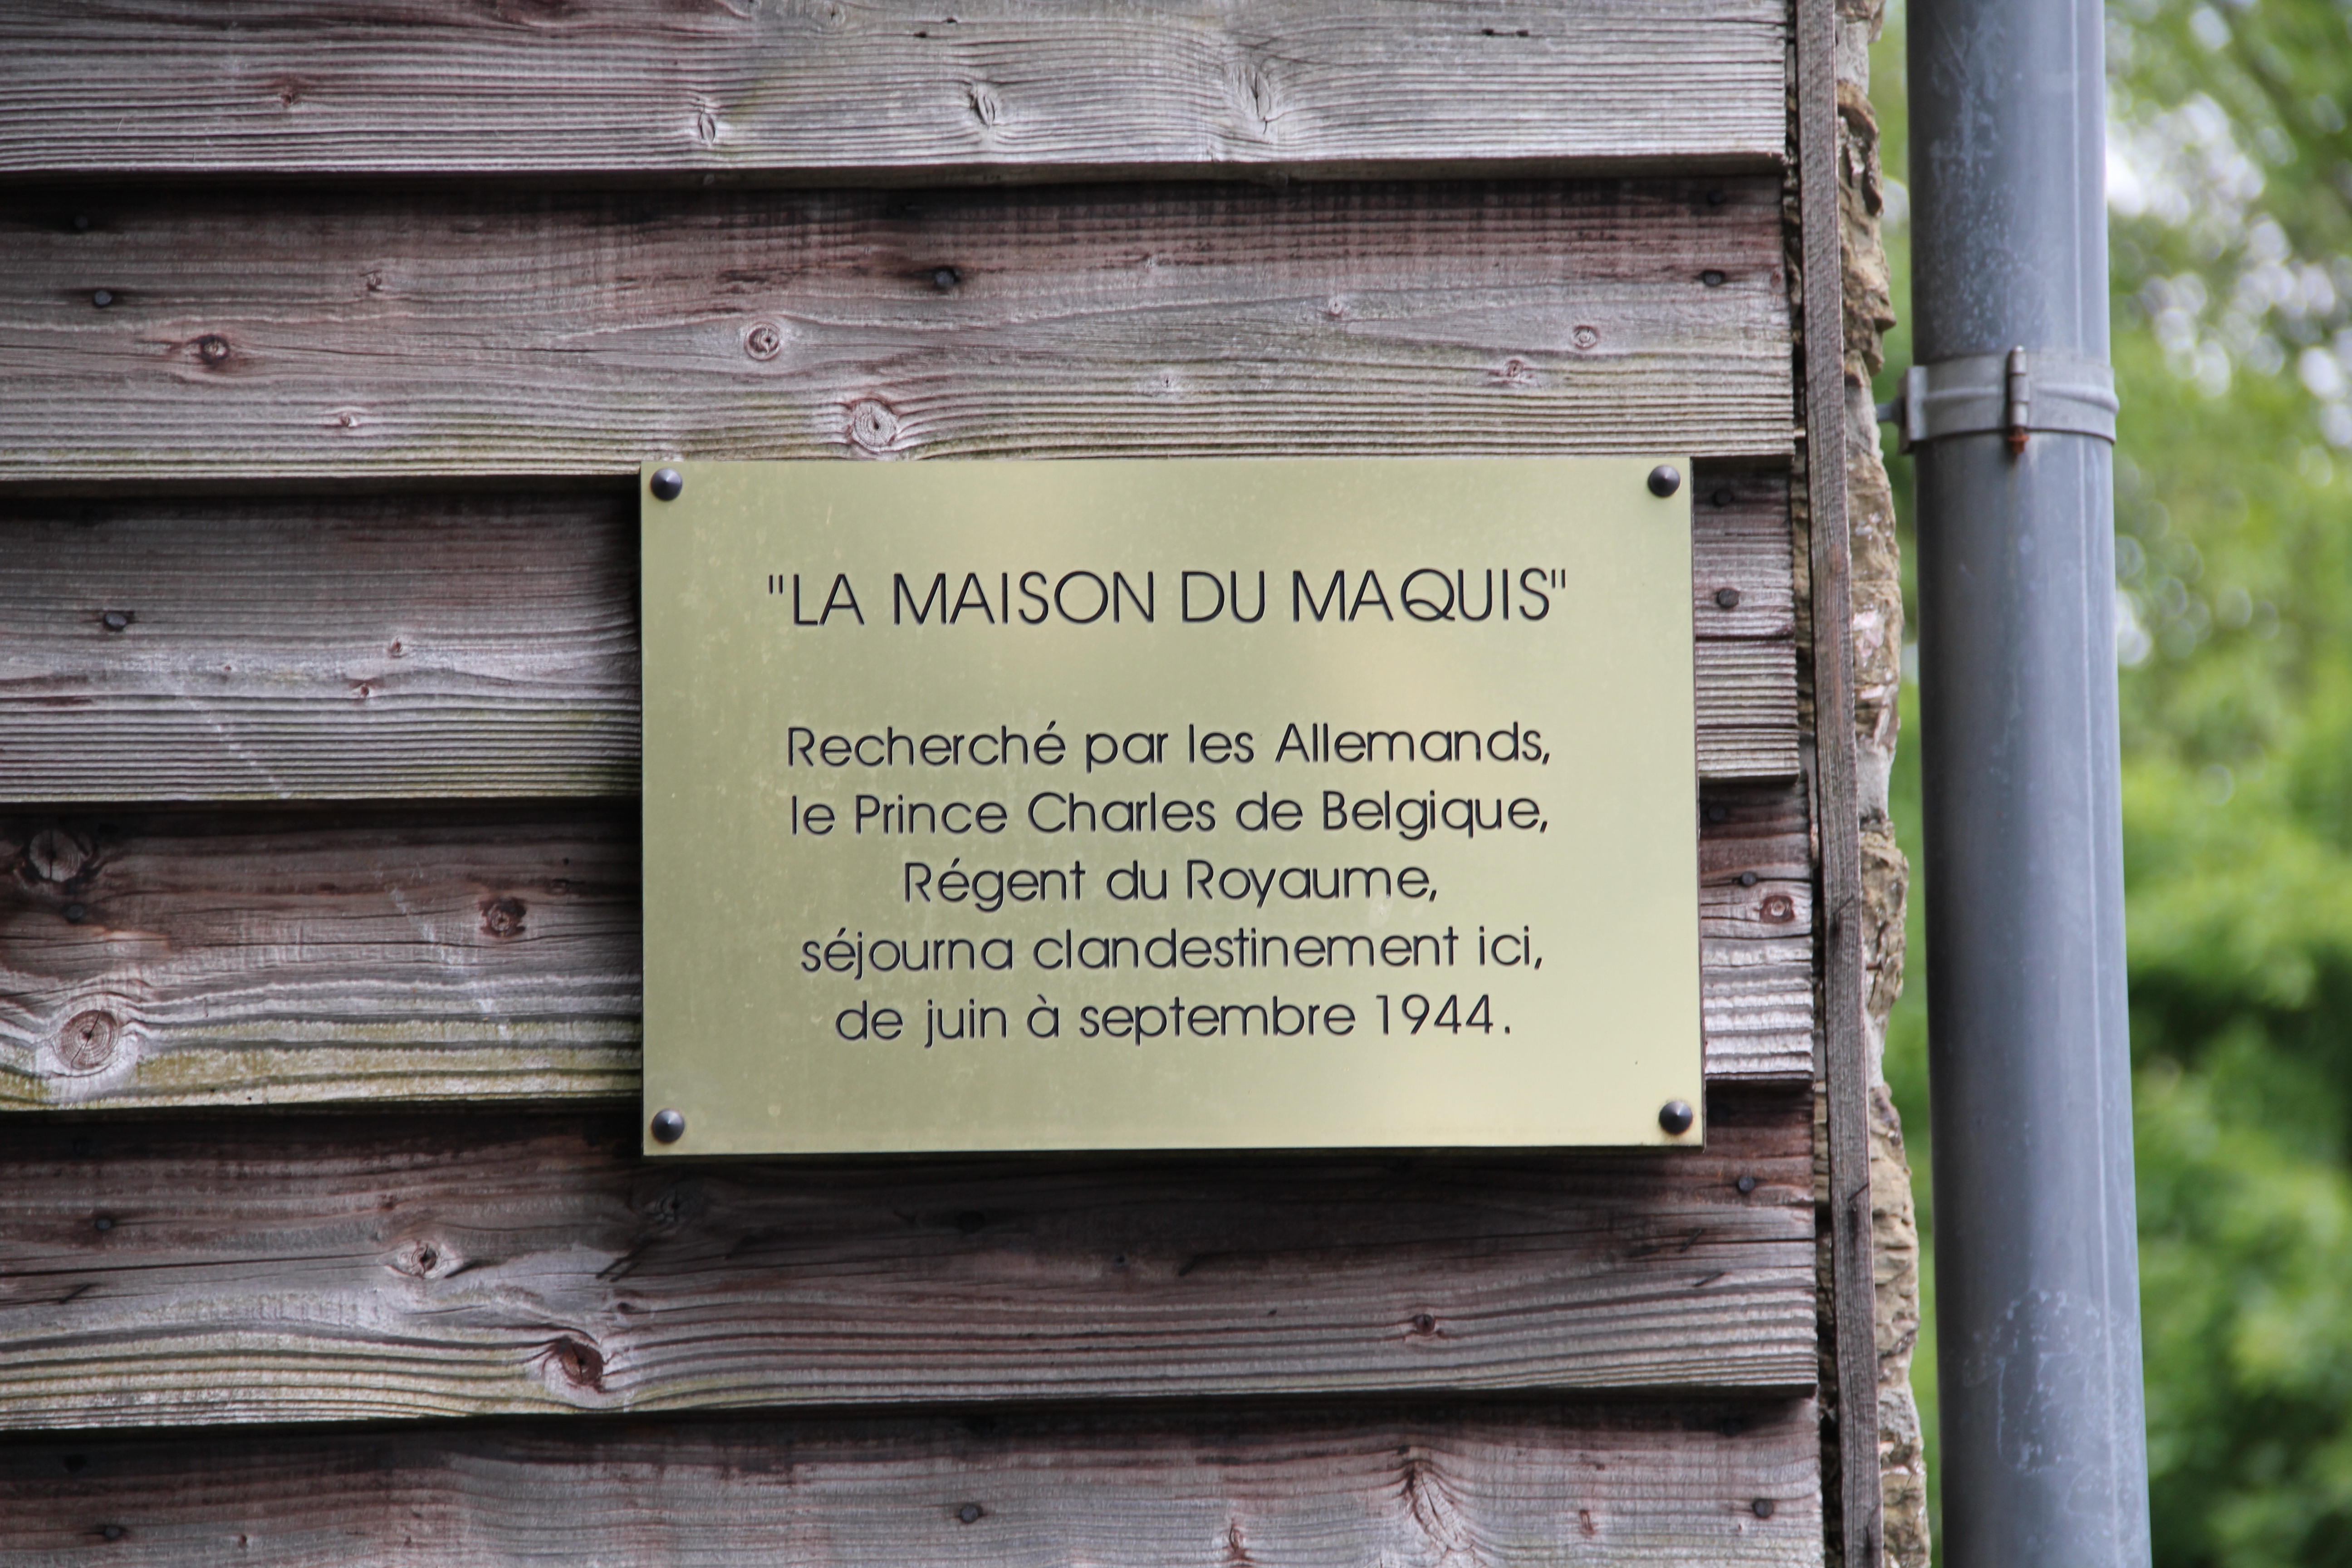 "LA MAISON DU MAQUIS"
Recherché par les Allemands,
le Prince Charles de Belgique,
Régent du Royaume,
séjourna clandestinement ici,
de juin à septembre 1944.